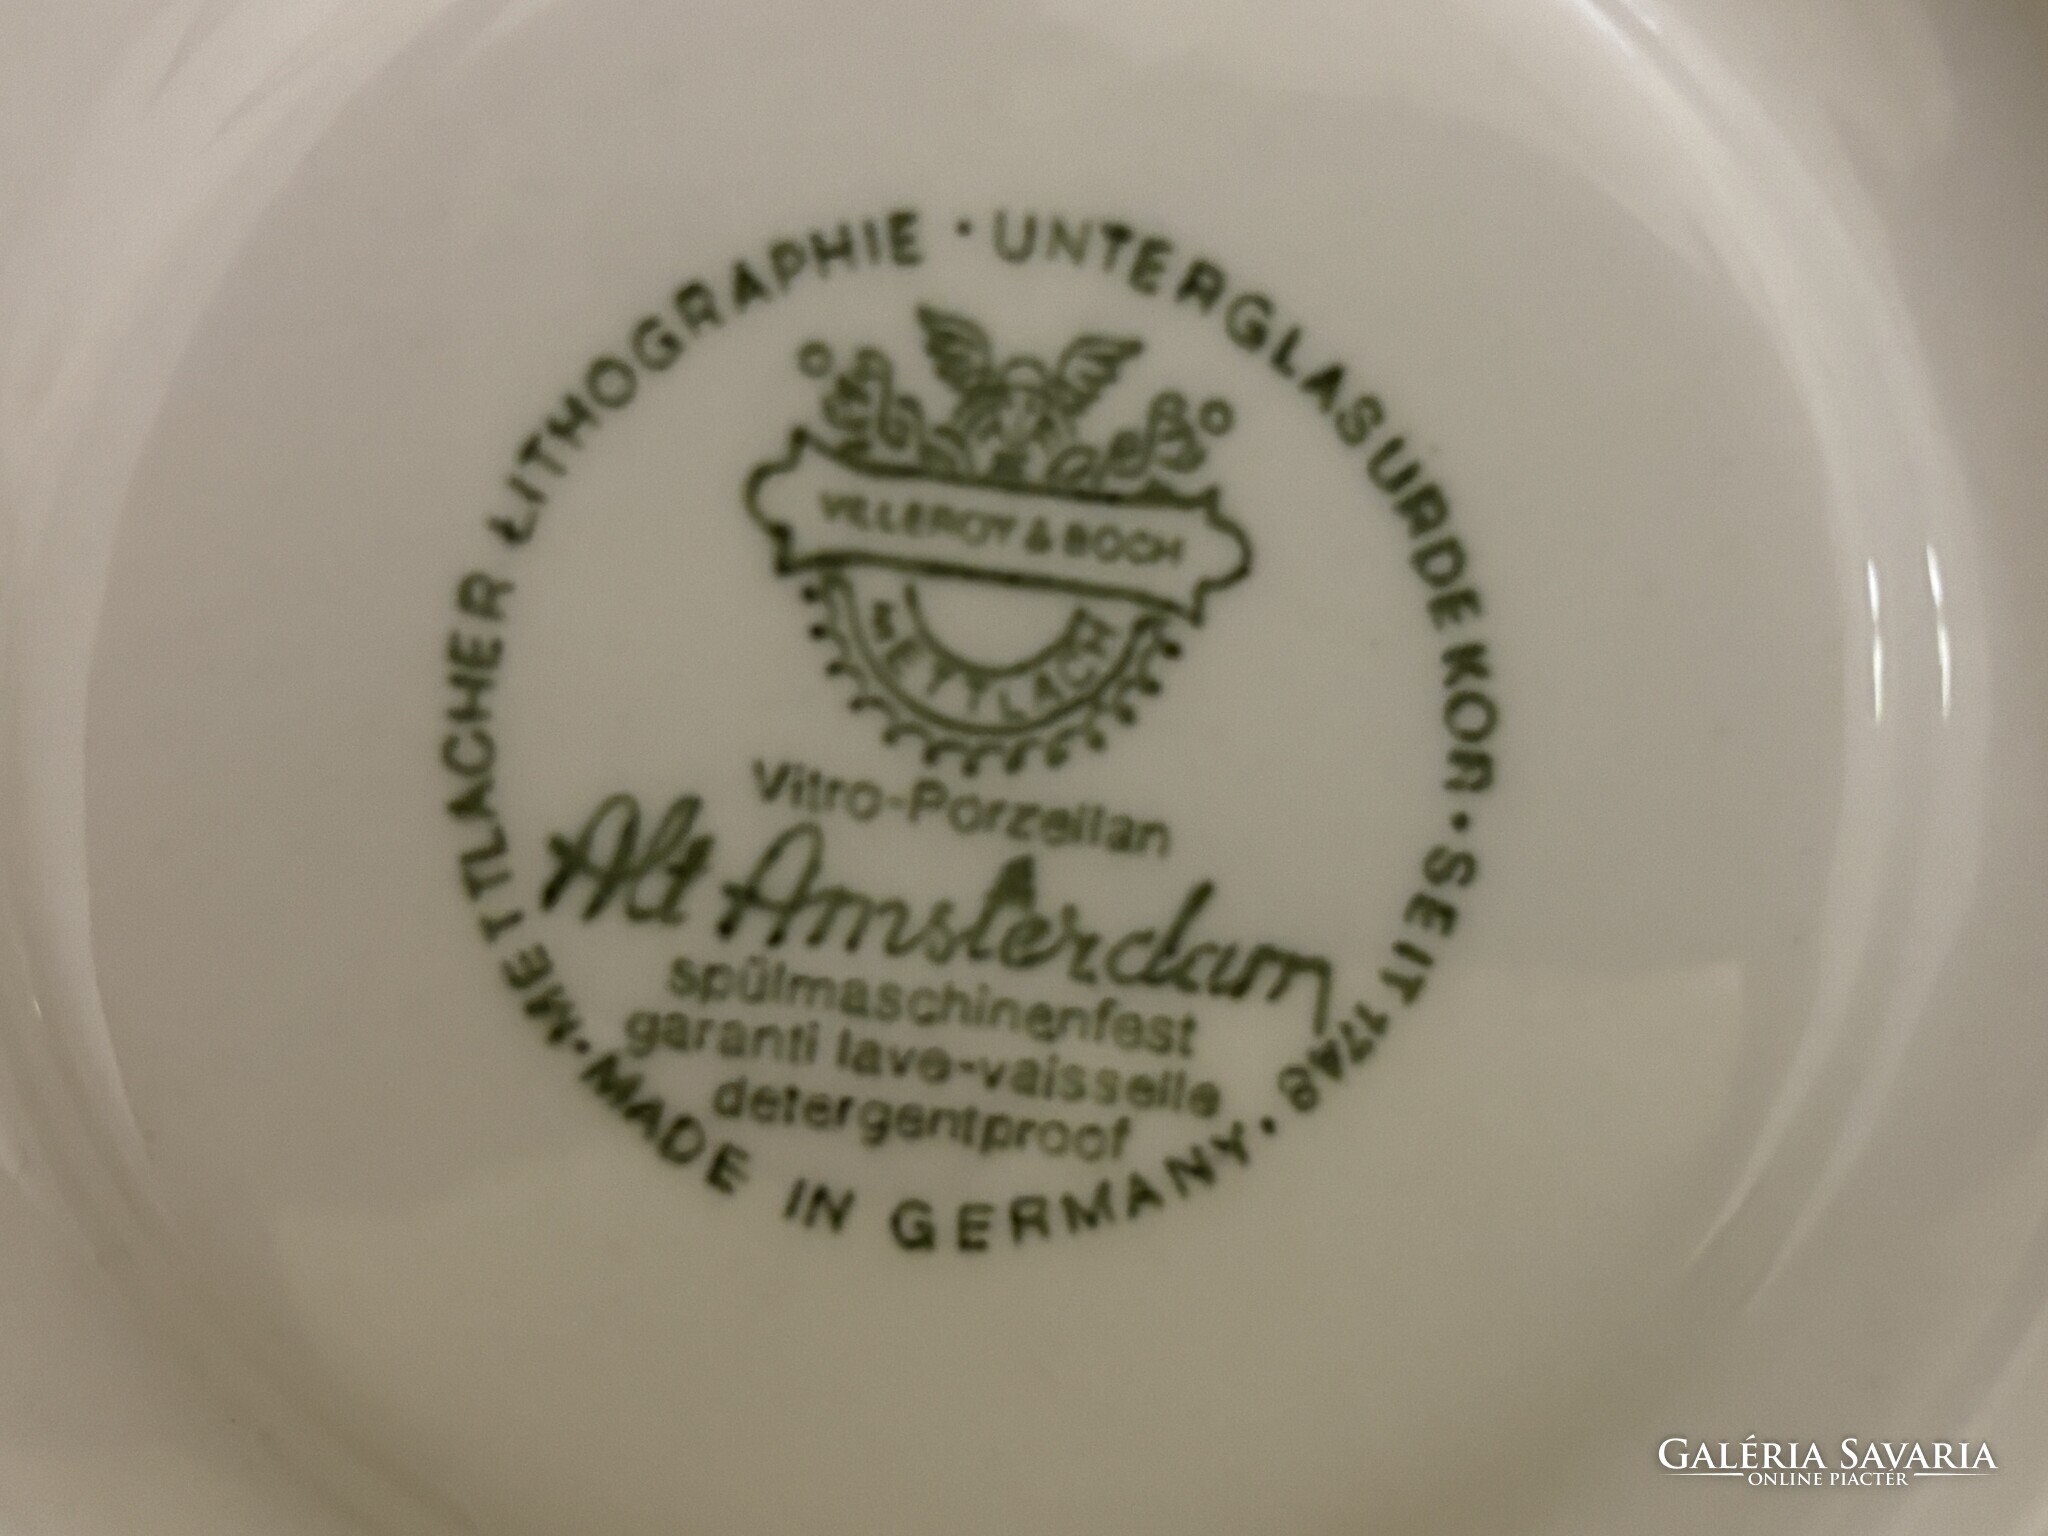 METTLACHER LITHOGRAPHIE · UNTERGLASURDEKOR · SEIT 1748 ·
VILLEROY & BOCH
METTLACH
Vitro-Porzellan
Alt Amsterdam
spülmaschinenfest
garanti lave-vaisselle
detergentproof
· MADE IN GERMANY ·
GALÉRIA SAVARIA
ONLINE PIACTÉR